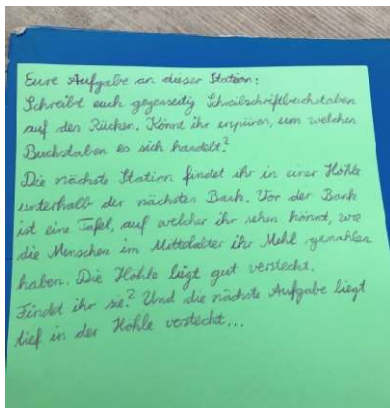 Eure Aufgabe an dieser Station:
Schreibt euch gegenseitig Schreibschriftbuchstaben
auf den Rücken. Könnt ihr erspüren, um welchen
Buchstaben es sich handelt?
Die nächste Station findet ihr in einer Höhle
unterhalb der nächsten Bank. Vor der Bank
ist eine Tafel, auf welcher ihr sehen könnt, wo
die Menschen im Mittelalter ihr Mehl gemahlen
haben. Die Höhle liegt gut versteckt.
Findet ihr sie? Und die nächste Aufgabe liegt
tief in der Höhle versteckt...